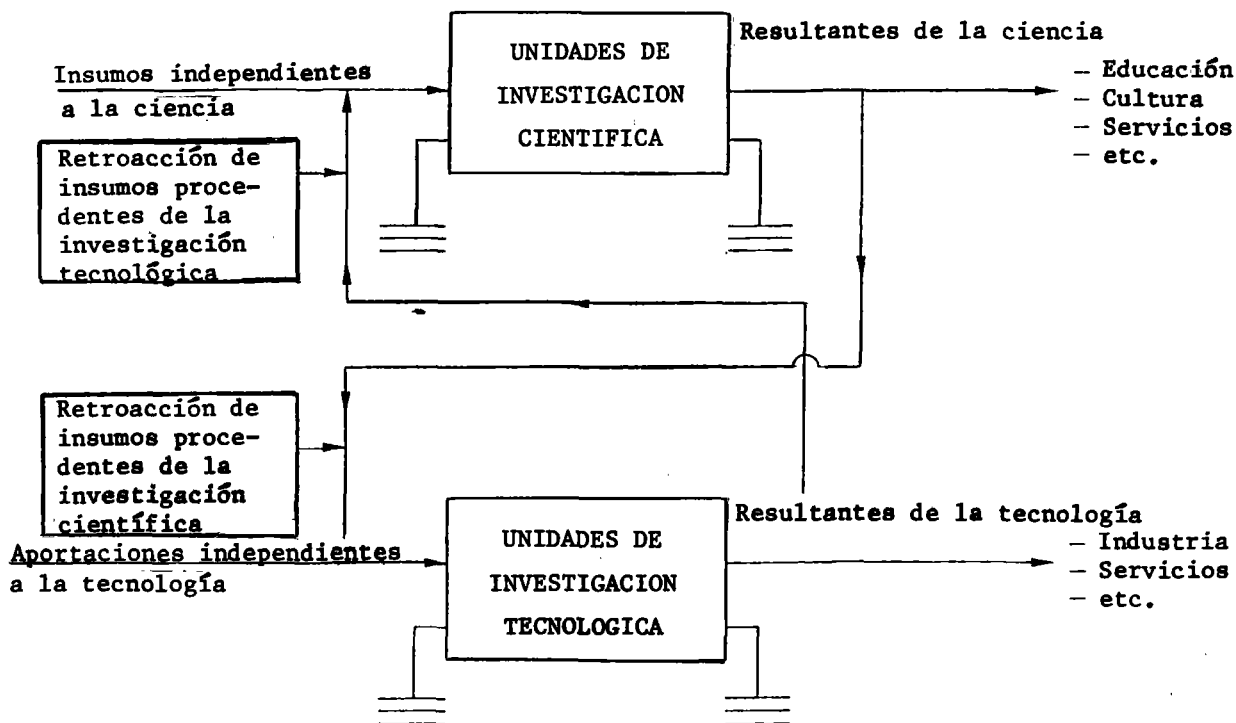 UNIDADES DE
INVESTIGACION
CIENTIFICA
Resultantes de la ciencia
Insumos independientes
a la ciencia
— Educación
— Cultura
— Servicios
— etc.
Retroacción de
insumos proce-
dentes de la
investigación
tecnológica
Retroacción de
insumos proce-
dentes de la
investigación
científica
Aportaciones independientes
a la tecnología
UNIDADES DE
INVESTIGACION
TECNOLOGICA
Resultantes de la tecnología
— Industria
— Servicios
— etc.